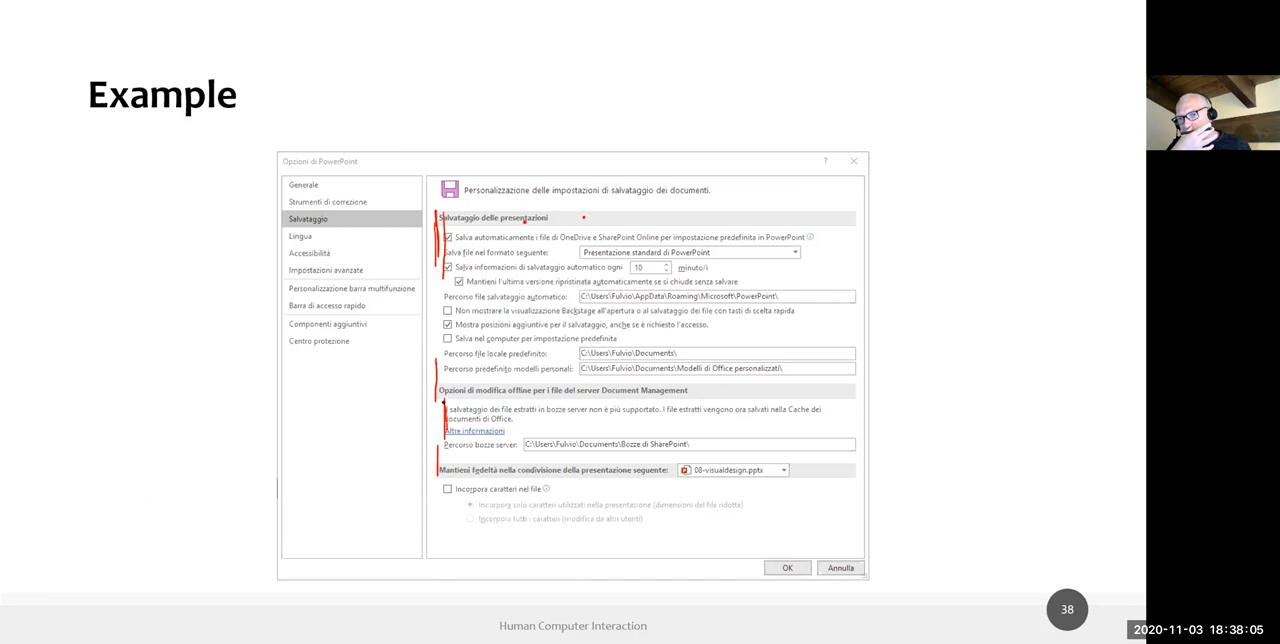 Example
Opzioni di PowerPoint
?
Generale
Strumenti di correzione
Salvataggio
Lingua
Accessibilità
Impostazioni avanzate
Personalizzazione barra multifunzione
Barra di accesso rapido
Componenti aggiuntivi
Centro protezione
Personalizzazione delle impostazioni di salvataggio dei documenti.
Salvataggio delle presentazioni
Salva automaticamente i file di OneDrive e SharePoint Online per impostazione predefinita in PowerPoint
Salva file nel formato seguente: Presentazione standard di PowerPoint
Salva informazioni di salvataggio automatico ogni 10 minuto/i
Mantieni l'ultima versione ripristinata automaticamente se si chiude senza salvare
Percorso file salvataggio automatico: C:\Users\Fulvio\AppData\Roaming\Microsoft\PowerPoint\
Non mostrare la visualizzazione Backstage all'apertura o al salvataggio dei file con tasti di scelta rapida
Mostra posizioni aggiuntive per il salvataggio, anche se è richiesto l'accesso.
Salva nel computer per impostazione predefinita
Percorso file locale predefinito: C:\Users\Fulvio\Documents\
Percorso predefinito modelli personali: C:\Users\Fulvio\Documents\Modelli di Office personalizzati\
Opzioni di modifica offline per i file del server Document Management
l salvataggio dei file estratti in bozze server non è più supportato. I file estratti vengono ora salvati nella Cache dei
documenti di Office.
Altre informazioni
Percorso bozze server: C:\Users\Fulvio\Documents\Bozze di SharePoint\
Mantieni fedeltà nella condivisione della presentazione seguente: 08-visualdesign.pptx
Incorpora caratteri nel file
Incorpora solo caratteri utilizzati nella presentazione (dimensioni del file ridotte)
Incorpora tutti i caratteri (modifica da altri utenti)
OK Annulla
Human Computer Interaction
38
2020-11-03 18:38:05